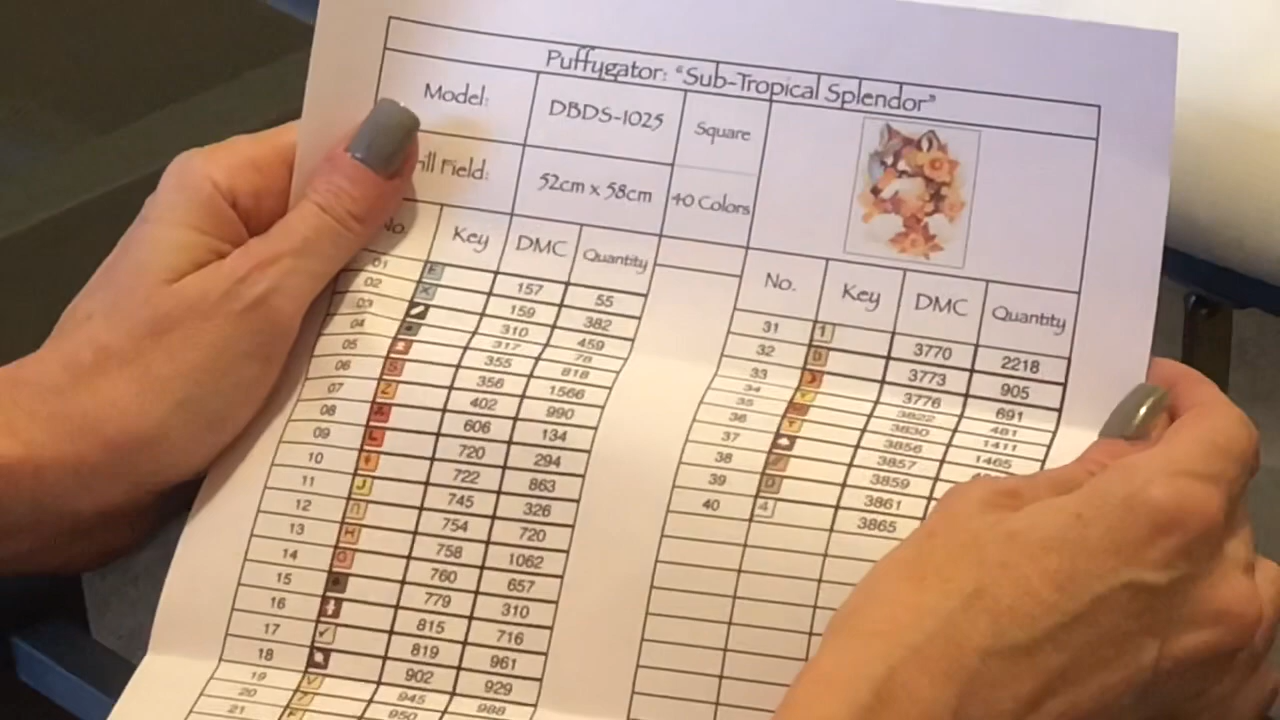 Puffygator: "Sub-Tropical Splendor"
Model:
DBDS-1025
Square
ill Field:
52cm x 58cm
40 Colors
No. Key DMC Quantity
01 E 157 55
02 X 159 382
03 310 459
04 317 78
05 355 818
06 S 356 1566
07 Z 402 990
08 606 134
09 L 720 294
10 722 863
11 J 745 326
12 754 720
13 H 758 1062
14 G 760 657
15 779 310
16 815 716
17 ✓ 819 961
18 902 929
19 V 945 988
20 7 950
21
No. Key DMC Quantity
31 1 3770 2218
32 3773 905
33 3776 691
34 Y 3822 481
35 3830 1411
36 3856 1465
37 3857
38 3859
39 D 3861
40 4 3865